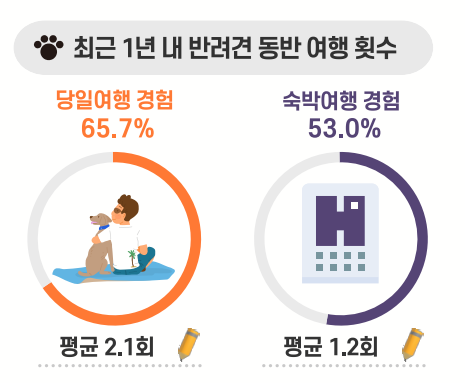 최근 1년 내 반려견 동반 여행 횟수
당일여행 경험
65.7%
숙박여행 경험
53.0%
H
평균 2.1회
평균 1.2회